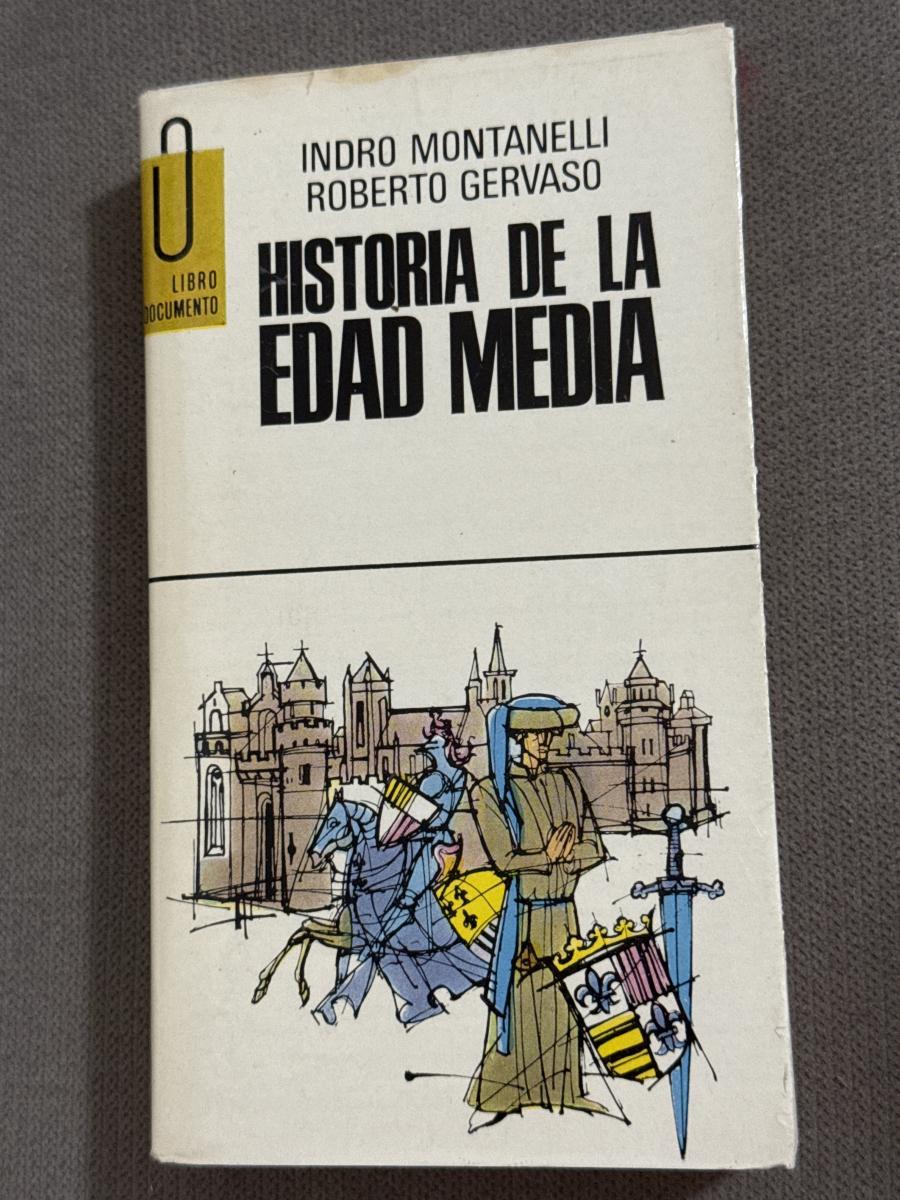 INDRO MONTANELLI
ROBERTO GERVASO
HISTORIA DE LA
EDAD MEDIA
LIBRO
DOCUMENTO